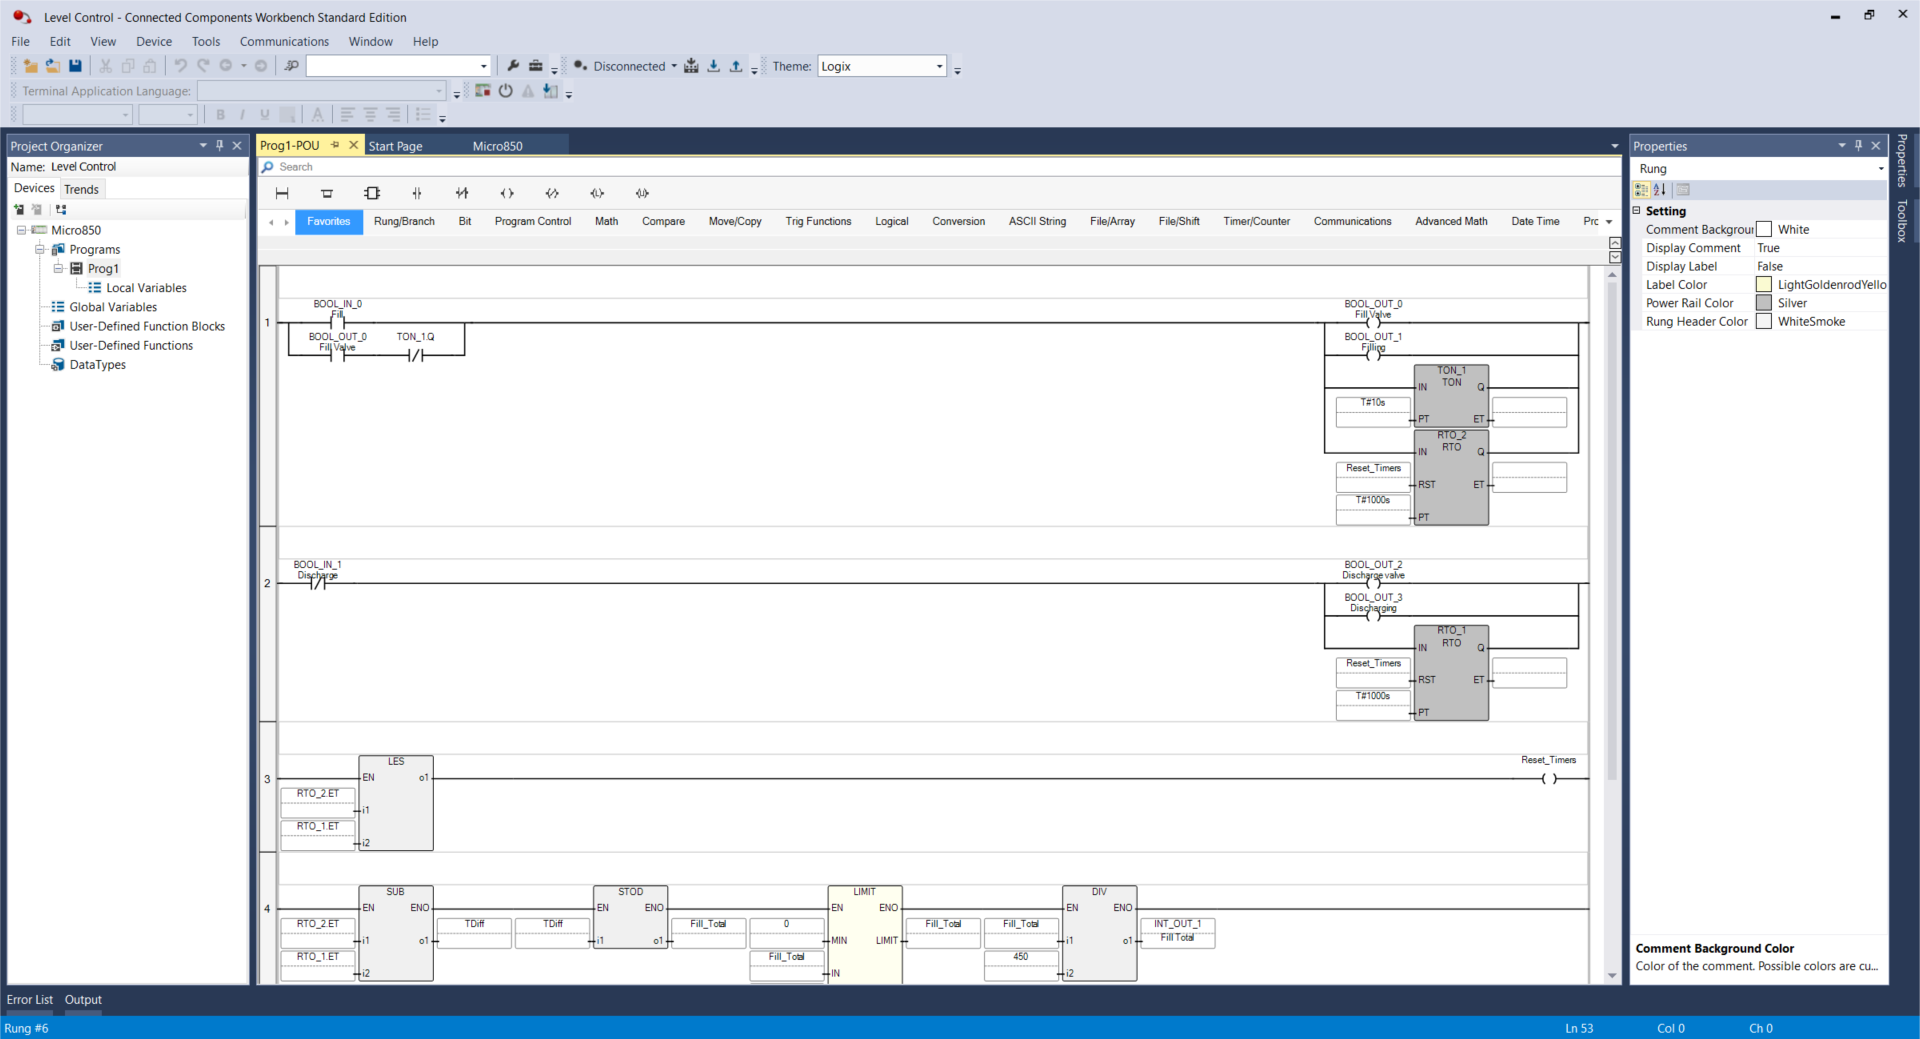 Level Control - Connected Components Workbench Standard Edition
File Edit View Device Tools Communications Window Help
Disconnected Theme: Logix
Terminal Application Language:
B I U A
Project Organizer
Name: Level Control
Devices Trends
Micro850
Programs
Prog1
Local Variables
Global Variables
User-Defined Function Blocks
User-Defined Functions
DataTypes
Prog1-POU Start Page Micro850
Search
Favorites Rung/Branch Bit Program Control Math Compare Move/Copy Trig Functions Logical Conversion ASCII String File/Array File/Shift Timer/Counter Communications Advanced Math Date Time Prc
1
BOOL_IN_0
Fill
BOOL_OUT_0
Fill Valve
TON_1.Q
BOOL_OUT_0
Fill Valve
BOOL_OUT_1
Filling
TON_1
TON
IN Q
T#10s
PT ET
RTO_2
RTO
IN Q
Reset_Timers
RST ET
T#1000s
PT
2
BOOL_IN_1
Discharge
BOOL_OUT_2
Discharge valve
BOOL_OUT_3
Discharging
RTO_1
RTO
IN Q
Reset_Timers
RST ET
T#1000s
PT
3
LES
EN o1
RTO_2.ET
i1
RTO_1.ET
i2
Reset_Timers
4
SUB
EN ENO
RTO_2.ET
i1 o1
TDiff
RTO_1.ET
i2
STOD
EN ENO
TDiff
i1 o1
Fill_Total
LIMIT
EN ENO
0
MIN LIMIT
Fill_Total
Fill_Total
IN
DIV
EN ENO
Fill_Total
i1 o1
INT_OUT_1
Fill Total
450
i2
Properties
Rung
Setting
Comment Backgrour White
Display Comment True
Display Label False
Label Color LightGoldenrodYello
Power Rail Color Silver
Rung Header Color WhiteSmoke
Comment Background Color
Color of the comment. Possible colors are cu...
Properties
Toolbox
Error List Output
Rung #6 Ln 53 Col 0 Ch 0